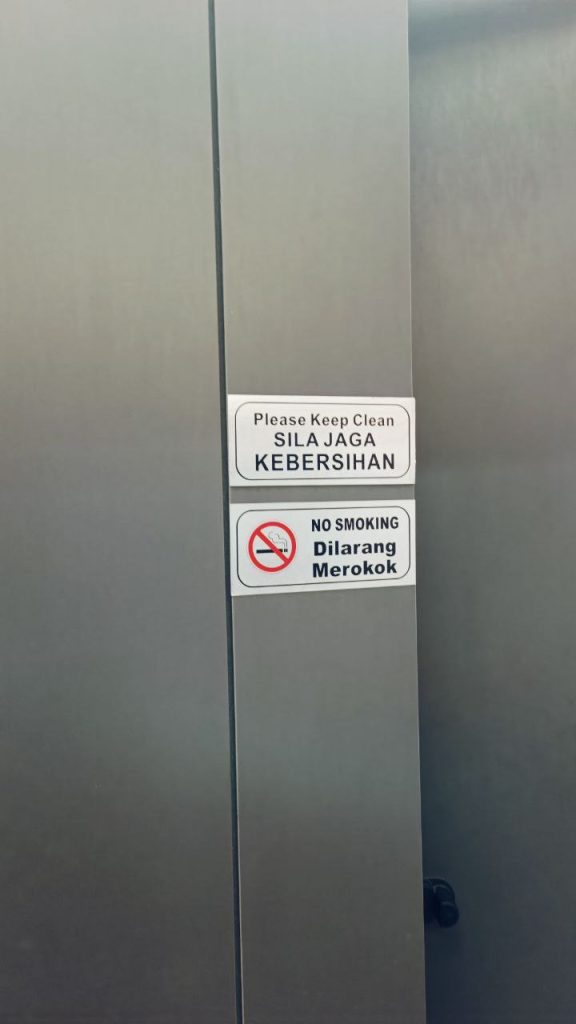 Please Keep Clean
SILA JAGA
KEBERSIHAN
NO SMOKING
Dilarang
Merokok